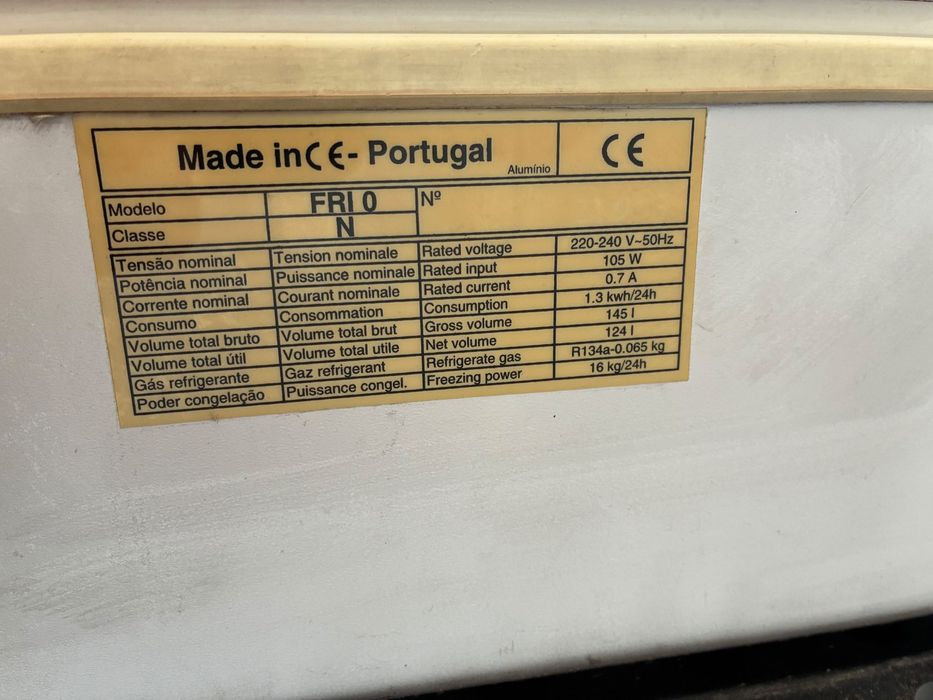 Made in CE - Portugal
Alumínio
CE
Modelo FRI 0 Nº
Classe N
Tensão nominal Tension nominale Rated voltage 220-240 V~50Hz
Potência nominal Puissance nominale Rated input 105 W
Corrente nominal Courant nominale Rated current 0.7 A
Consumo Consommation Consumption 1.3 kwh/24h
Volume total bruto Volume total brut Gross volume 145 l
Volume total útil Volume total utile Net volume 124 l
Gás refrigerante Gaz refrigerant Refrigerate gas R134a-0.065 kg
Poder congelação Puissance congel. Freezing power 16 kg/24h